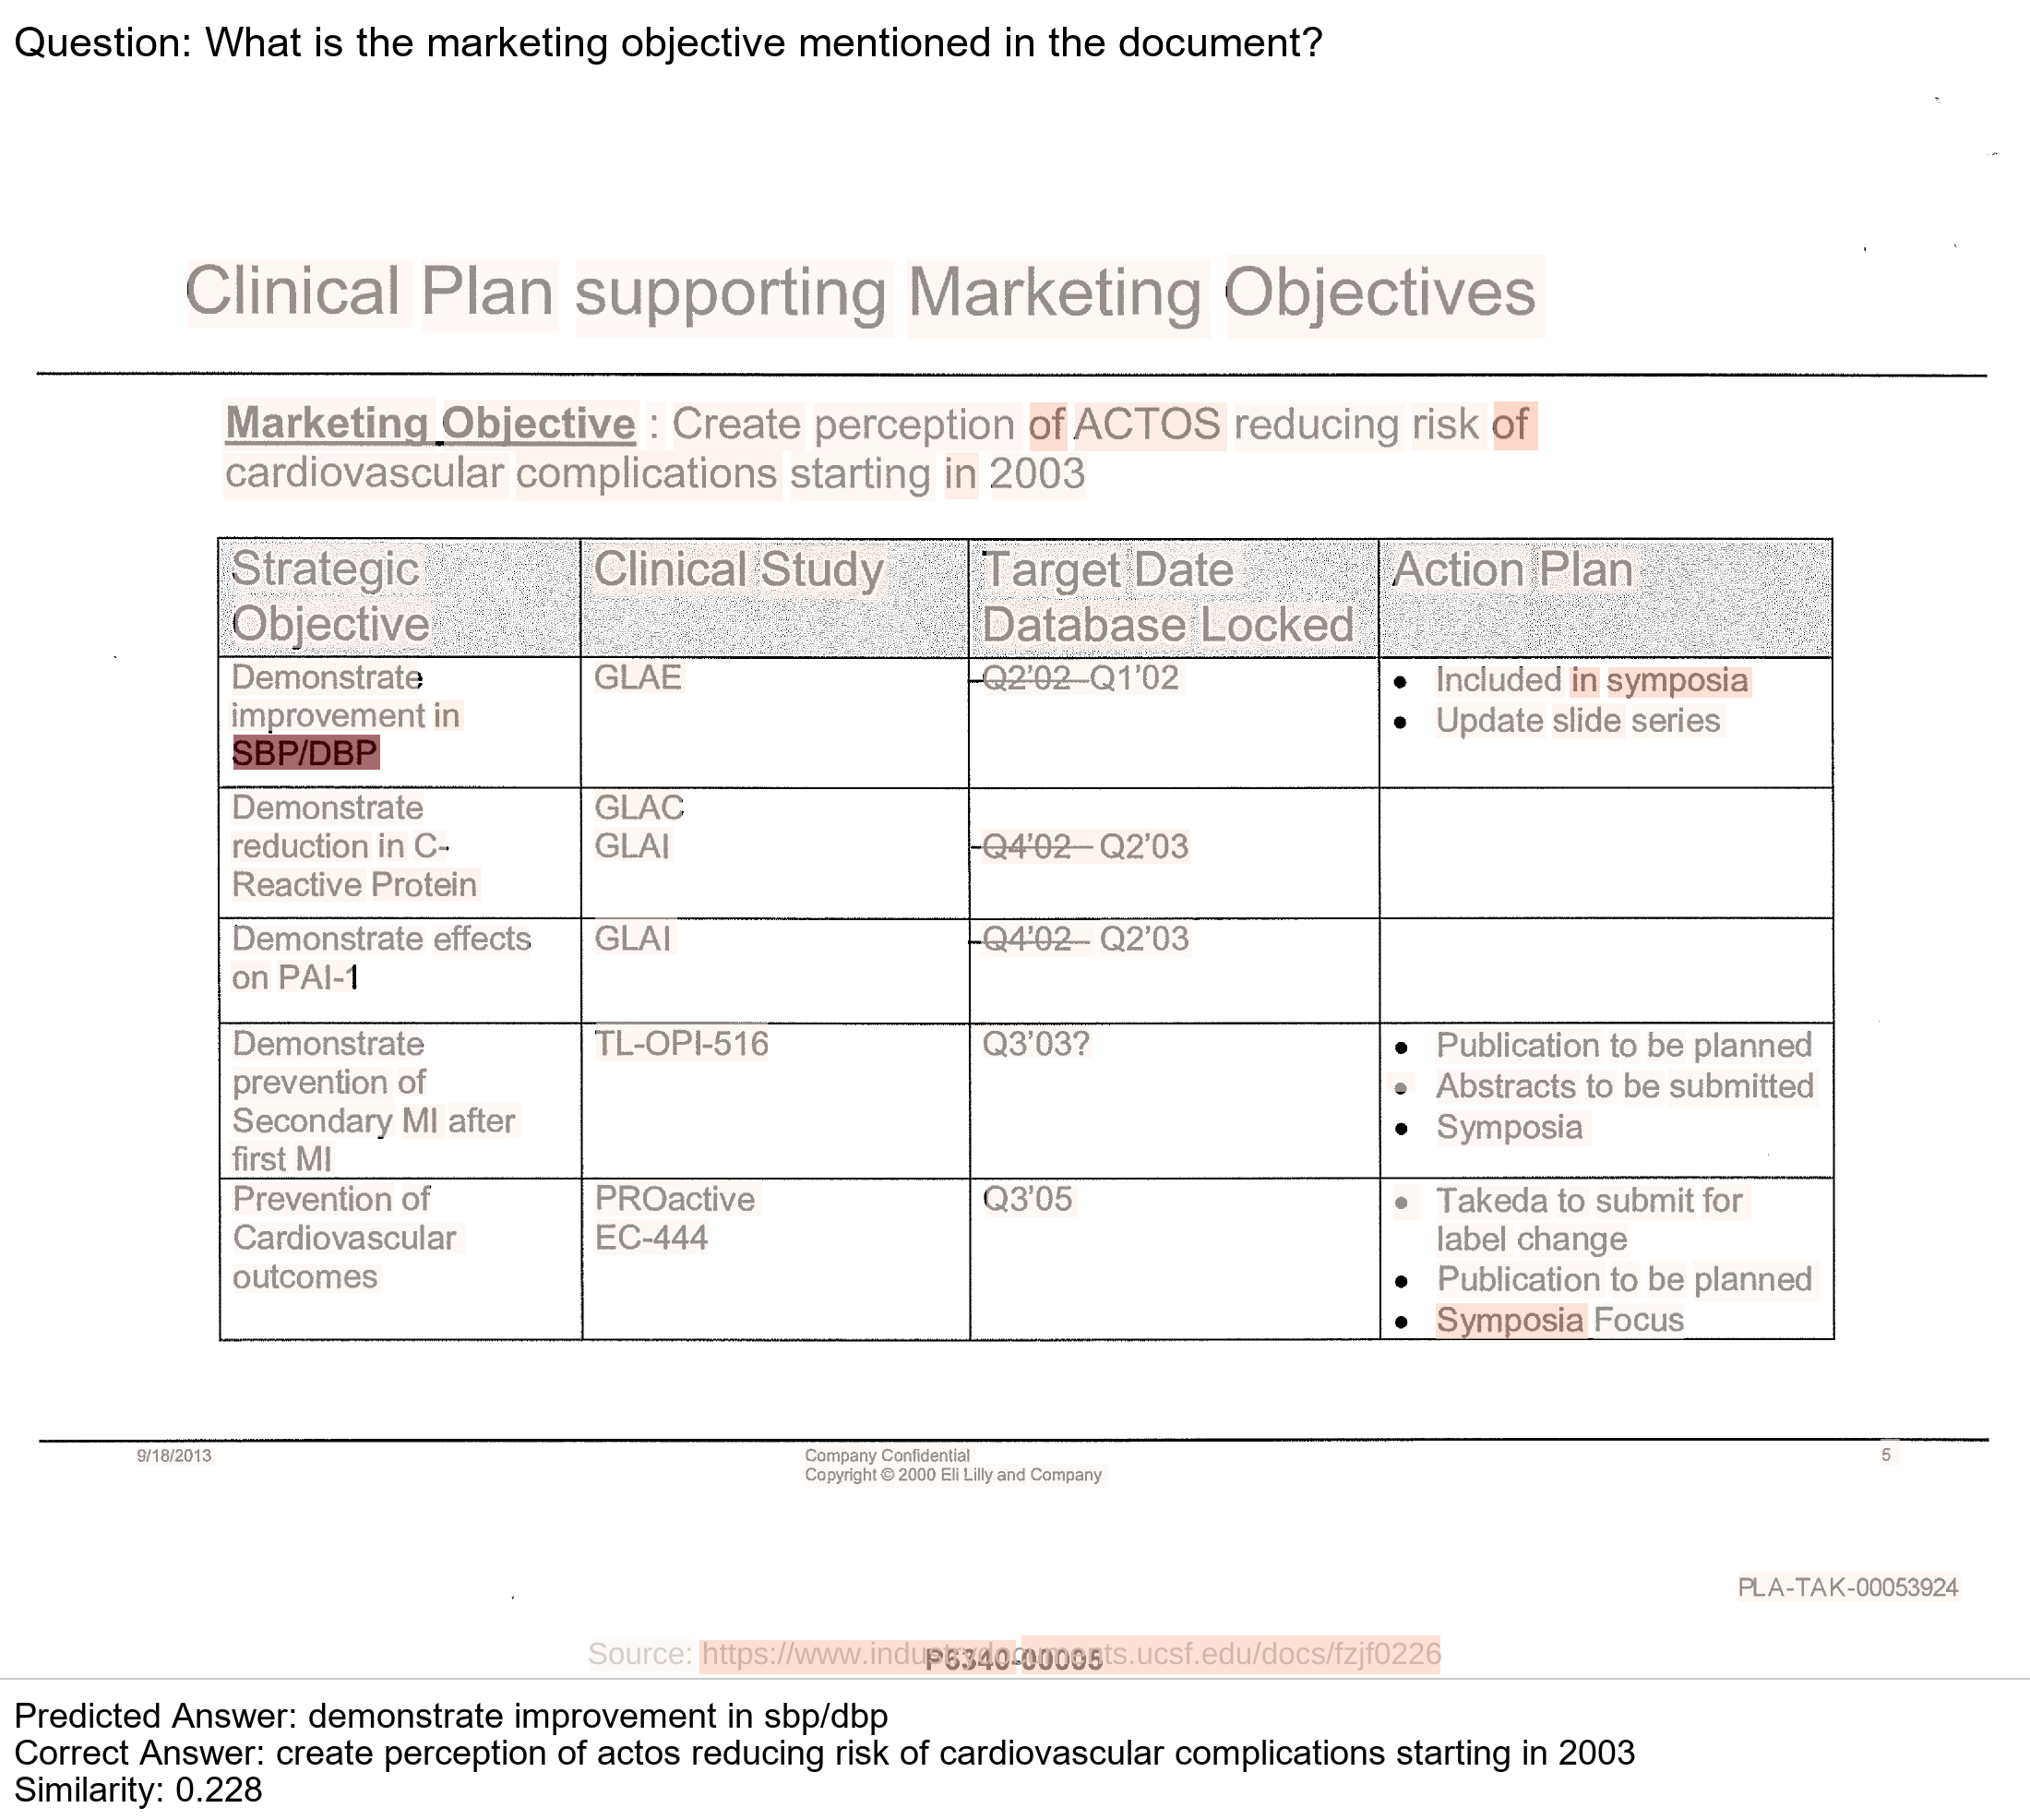 Question: What is the marketing objective mentioned in the document?
Clinical Plan supporting Marketing Objectives
Marketing Objective : Create perception of ACTOS reducing risk of
cardiovascular complications starting in 2003
Strategic
Objective
Clinical Study
Target Date
Database Locked
Action Plan
Demonstrate
improvement in
SBP/DBP
GLAE
Q2'02 Q1'02
• Included in symposia
• Update slide series
Demonstrate
reduction in C-
Reactive Protein
GLAC
GLAI
Q4'02 Q2'03
Demonstrate effects
on PAI-1
GLAI
Q4'02 Q2'03
Demonstrate
prevention of
Secondary MI after
first MI
TL-OPI-516
Q3'03?
• Publication to be planned
• Abstracts to be submitted
• Symposia
Prevention of
Cardiovascular
outcomes
PROactive
EC-444
Q3'05
• Takeda to submit for
label change
• Publication to be planned
• Symposia Focus
9/18/2013
Company Confidential
Copyright © 2000 Eli Lilly and Company
5
PLA-TAK-00053924
Source: https://www.industrydocuments.ucsf.edu/docs/fzjf0226
P6340-00005
Predicted Answer: demonstrate improvement in sbp/dbp
Correct Answer: create perception of actos reducing risk of cardiovascular complications starting in 2003
Similarity: 0.228